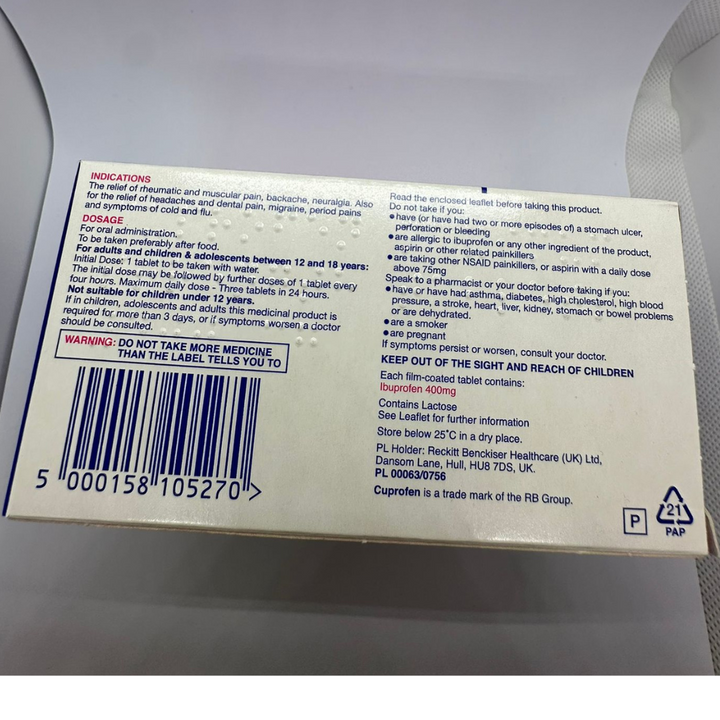 INDICATIONS
The relief of rheumatic and muscular pain, backache, neuralgia. Also
for the relief of headaches and dental pain, migraine, period pains
and symptoms of cold and flu.
DOSAGE
For oral administration.
To be taken preferably after food.
For adults and children & adolescents between 12 and 18 years:
Initial Dose: 1 tablet to be taken with water.
The initial dose may be followed by further doses of 1 tablet every
four hours. Maximum daily dose - Three tablets in 24 hours.
Not suitable for children under 12 years.
If in children, adolescents and adults this medicinal product is
required for more than 3 days, or if symptoms worsen a doctor
should be consulted.
WARNING: DO NOT TAKE MORE MEDICINE
THAN THE LABEL TELLS YOU TO
5 000158 105270 >
Read the enclosed leaflet before taking this product.
Do not take if you:
● have (or have had two or more episodes of) a stomach ulcer,
perforation or bleeding
● are allergic to ibuprofen or any other ingredient of the product,
aspirin or other related painkillers
● are taking other NSAID painkillers, or aspirin with a daily dose
above 75mg
Speak to a pharmacist or your doctor before taking if you:
● have or have had asthma, diabetes, high cholesterol, high blood
pressure, a stroke, heart, liver, kidney, stomach or bowel problems
or are dehydrated.
● are a smoker
● are pregnant
If symptoms persist or worsen, consult your doctor.
KEEP OUT OF THE SIGHT AND REACH OF CHILDREN
Each film-coated tablet contains:
Ibuprofen 400mg
Contains Lactose
See Leaflet for further information
Store below 25˚C in a dry place.
PL Holder: Reckitt Benckiser Healthcare (UK) Ltd,
Dansom Lane, Hull, HU8 7DS, UK.
PL 00063/0756
Cuprofen is a trade mark of the RB Group.
P
21
PAP